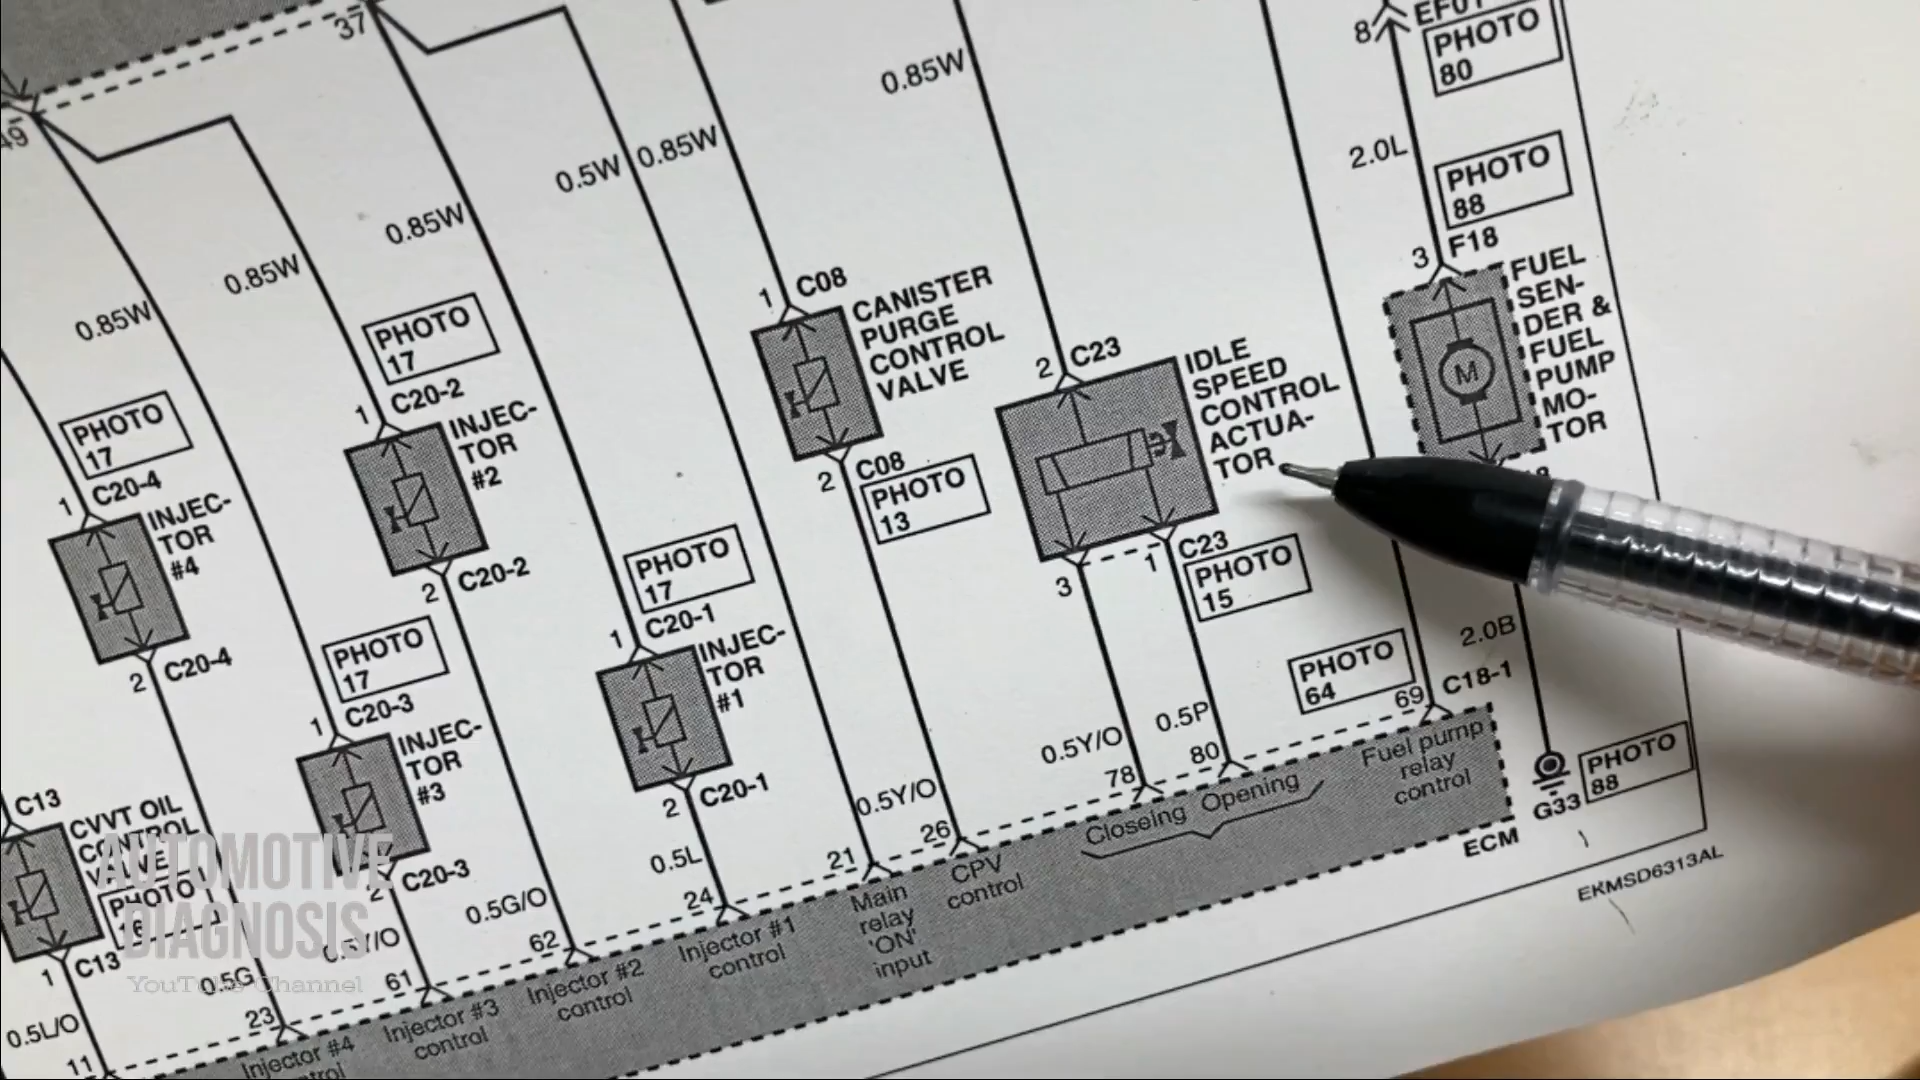 37
49
8
EF01
PHOTO
80
0.85W
0.5W
0.85W
2.0L
PHOTO
88
0.85W
0.85W
0.85W
3
F18
FUEL
SEN-
DER &
FUEL
PUMP
MO-
TOR
M
PHOTO
17
1
C20-2
INJEC-
TOR
#2
2
C20-2
1
C08
CANISTER
PURGE
CONTROL
VALVE
2
C08
PHOTO
13
2
C23
IDLE
SPEED
CONTROL
ACTUA-
TOR
3
1
C23
PHOTO
15
PHOTO
17
1
C20-4
INJEC-
TOR
#4
2
C20-4
PHOTO
17
1
C20-1
INJEC-
TOR
#1
2
C20-1
PHOTO
17
1
C20-3
INJEC-
TOR
#3
2
C20-3
2.0B
PHOTO
64
69
C18-1
G33
PHOTO
88
C13
CVVT OIL
CONTROL
PHOTO
1
C13
0.5L/O
11
0.5G
23
Injector #4
61
Injector #3
control
0.5G/O
62
Injector #2
control
0.5L
24
Injector #1
control
21
Main
relay
'ON'
input
0.5Y/O
26
CPV
control
0.5Y/O
78
Closeing
0.5P
80
Opening
Fuel pump
relay
control
ECM
EKMSD6313AL
AUTOMOTIVE
DIAGNOSIS
YouTube Channel